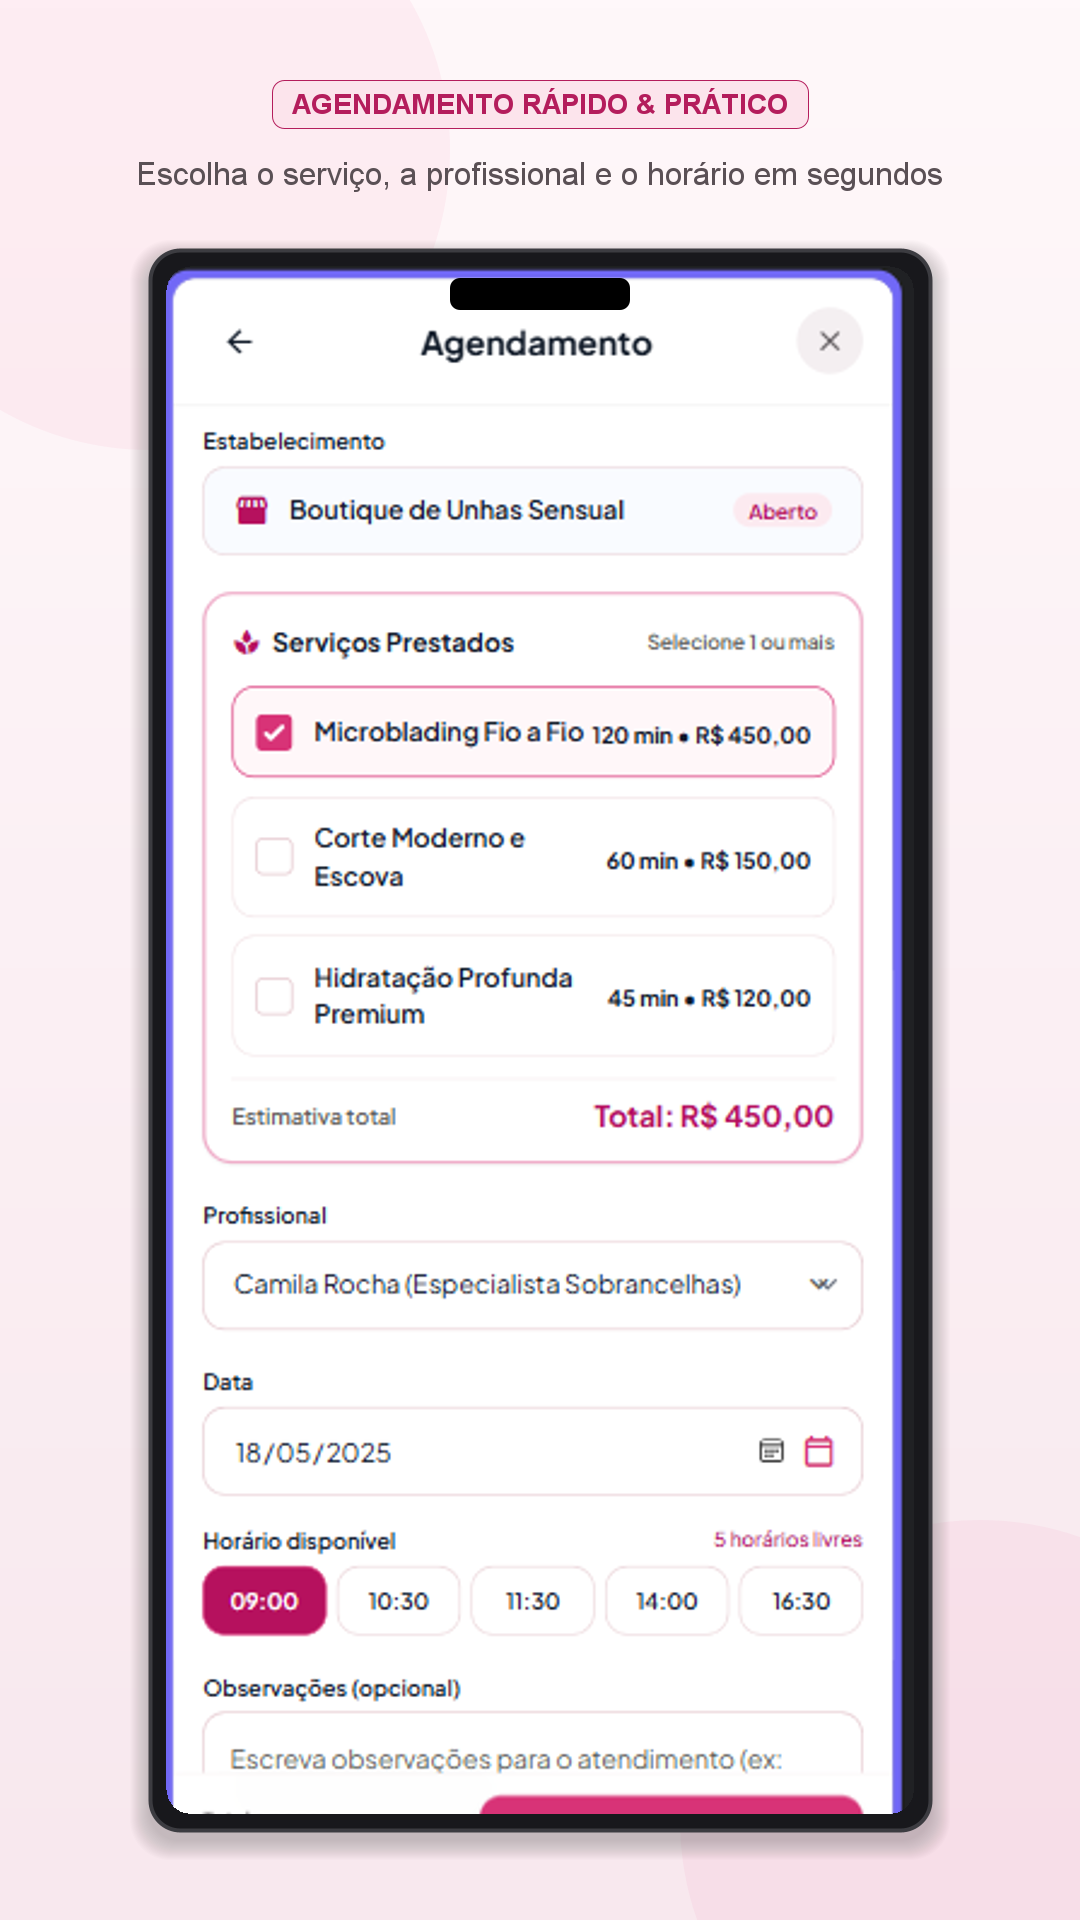 AGENDAMENTO RÁPIDO & PRÁTICO
Escolha o serviço, a profissional e o horário em segundos
Agendamento
Estabelecimento
Boutique de Unhas Sensual
Aberto
Serviços Prestados
Selecione 1 ou mais
Microblading Fio a Fio
120 min • R$ 450,00
Corte Moderno e
Escova
60 min • R$ 150,00
Hidratação Profunda
Premium
45 min • R$ 120,00
Estimativa total
Total: R$ 450,00
Profissional
Camila Rocha (Especialista Sobrancelhas)
Data
18/05/2025
Horário disponível
5 horários livres
09:00
10:30
11:30
14:00
16:30
Observações (opcional)
Escreva observações para o atendimento (ex: